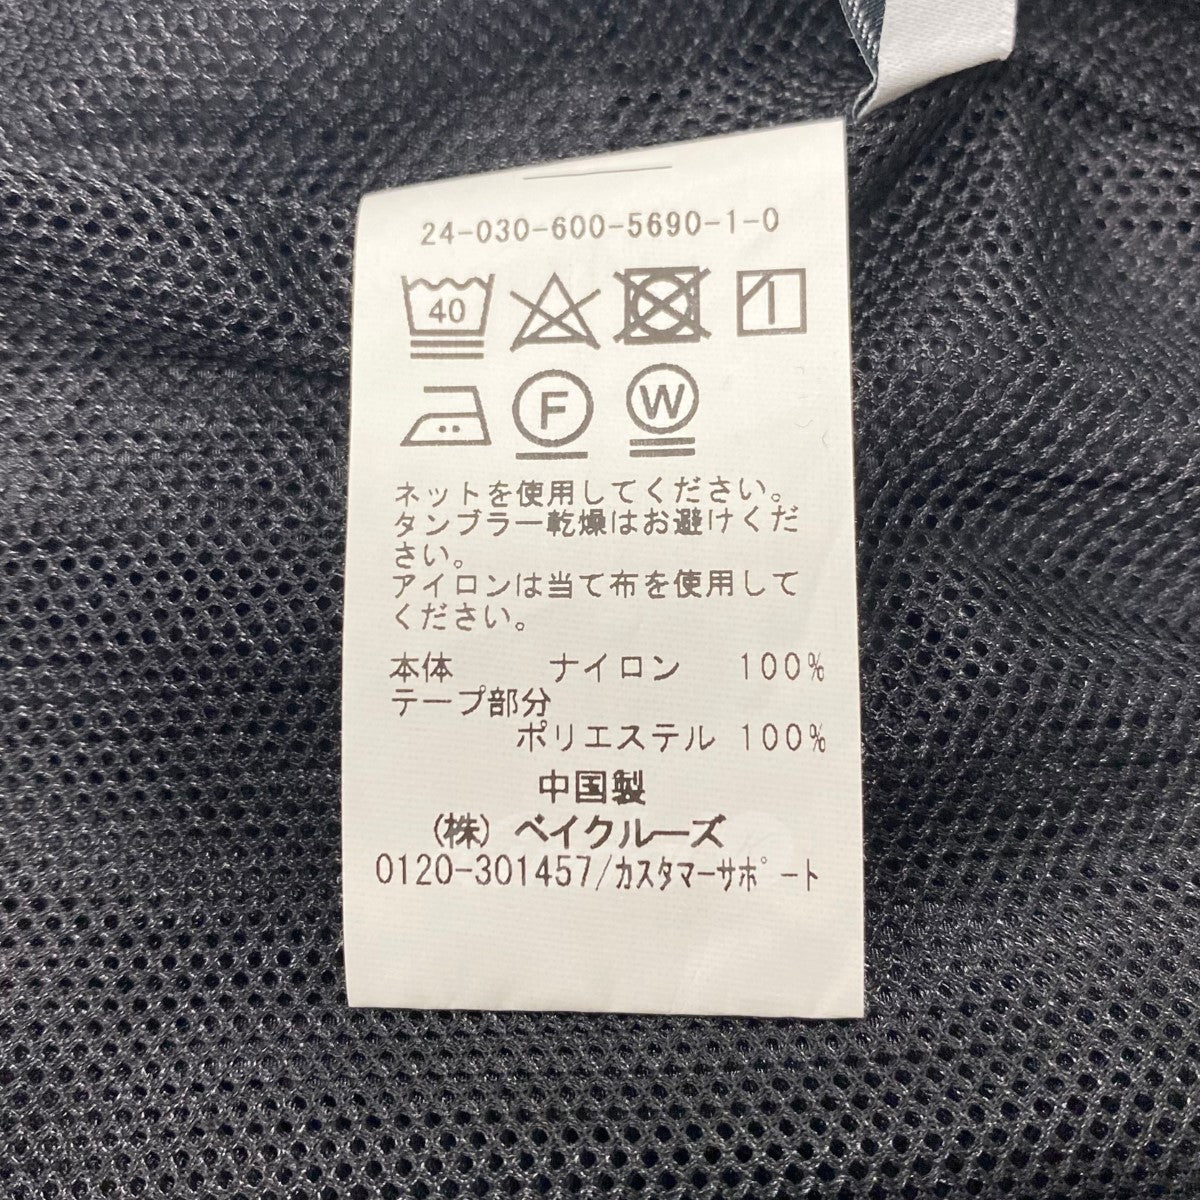 24-030-600-5690-1-0
40
F W
ネットを使用してください。
タンブラー乾燥はお避けくだ
さい。
アイロンは当て布を使用して
ください。
本体 ナイロン 100%
テープ部分
ポリエステル 100%
中国製
(株) ベイクルーズ
0120-301457/カスタマーサポート